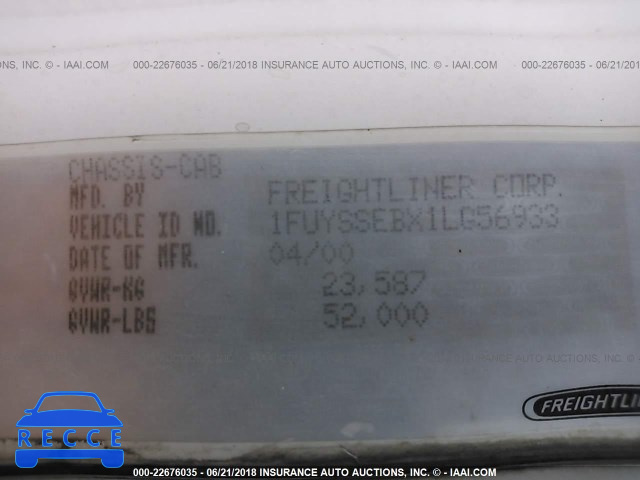 000-22676035 - 06/21/2018 INSURANCE AUTO AUCTIONS, INC. - © IAAI.COM
CHASSIS-CAB
MFD. BY FREIGHTLINER CORP.
VEHICLE ID NO. 1FUYSSEBX1LG56933
DATE OF MFR. 04/00
GVWR-KG 23,587
GVWR-LBS 52,000
FREIGHTLI
RECCE
000-22676035 - 06/21/2018 INSURANCE AUTO AUCTIONS, INC. - © IAAI.COM